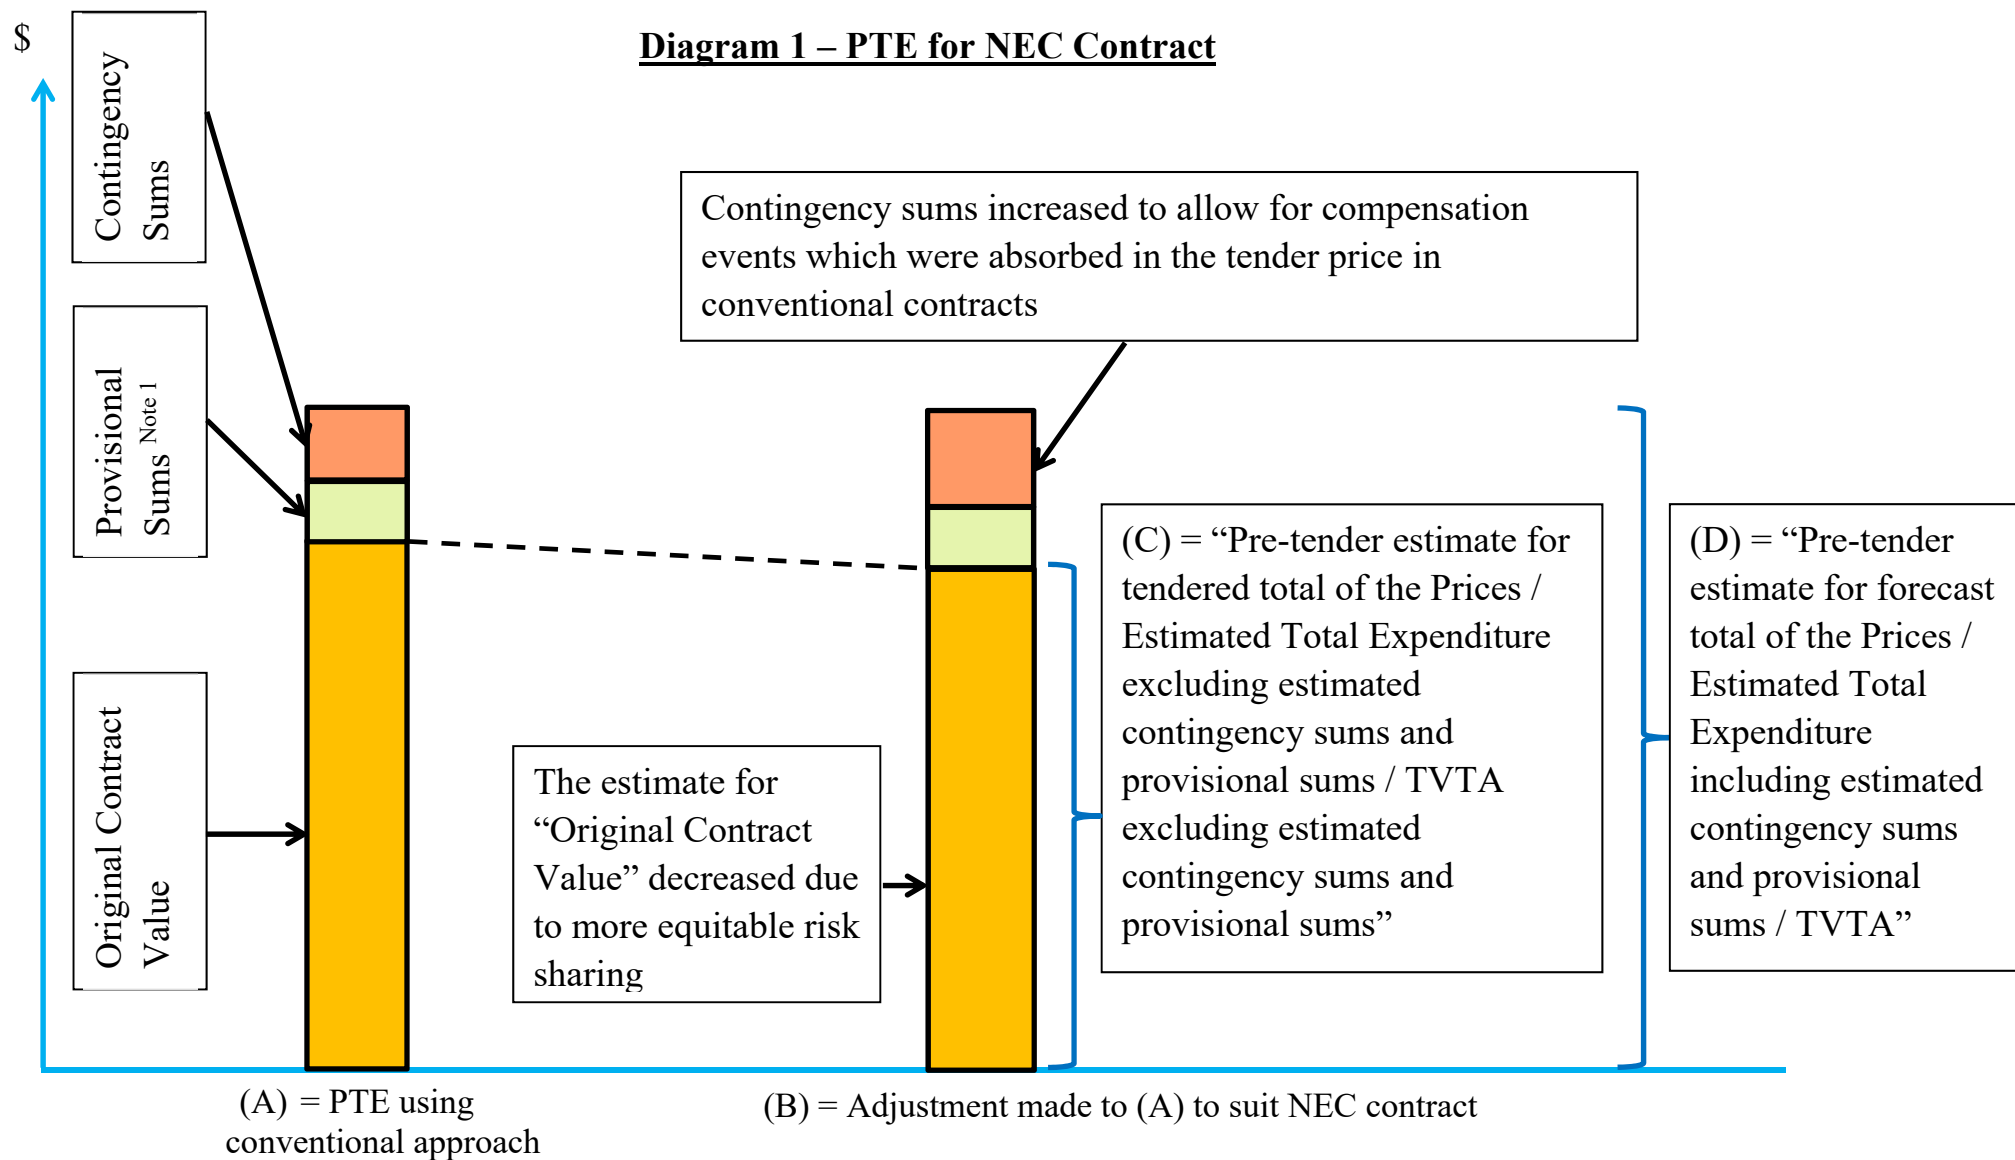 $
Diagram 1 – PTE for NEC Contract
Contingency
Sums
Provisional
Sums Note 1
Original Contract
Value
Contingency sums increased to allow for compensation
events which were absorbed in the tender price in
conventional contracts
The estimate for
“Original Contract
Value” decreased due
to more equitable risk
sharing
(C) = “Pre-tender estimate for
tendered total of the Prices /
Estimated Total Expenditure
excluding estimated
contingency sums and
provisional sums / TVTA
excluding estimated
contingency sums and
provisional sums”
(D) = “Pre-tender
estimate for forecast
total of the Prices /
Estimated Total
Expenditure
including estimated
contingency sums
and provisional
sums / TVTA”
(A) = PTE using
conventional approach
(B) = Adjustment made to (A) to suit NEC contract